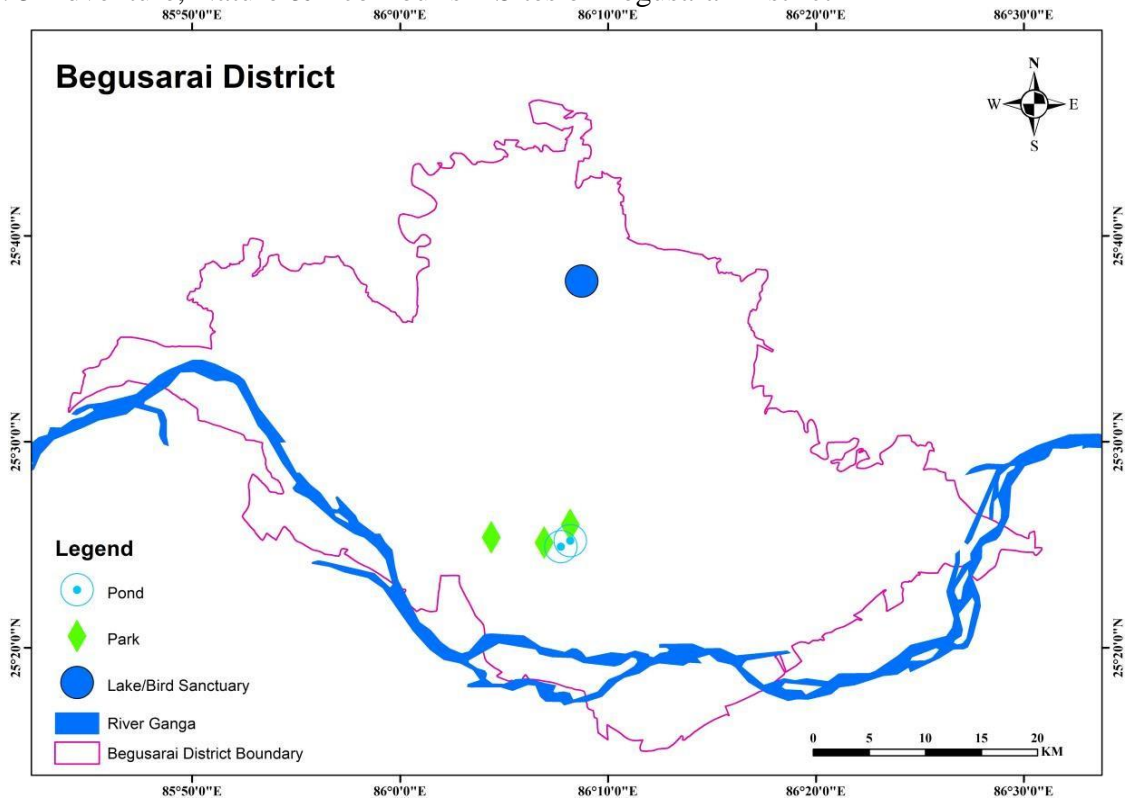 85°50'0"E 86°0'0"E 86°10'0"E 86°20'0"E 86°30'0"E
Begusarai District
N
W E
S
25°40'0"N 25°40'0"N
25°30'0"N 25°30'0"N
25°20'0"N 25°20'0"N
Legend
Pond
Park
Lake/Bird Sanctuary
River Ganga
Begusarai District Boundary
0 5 10 15 20
KM
85°50'0"E 86°0'0"E 86°10'0"E 86°20'0"E 86°30'0"E